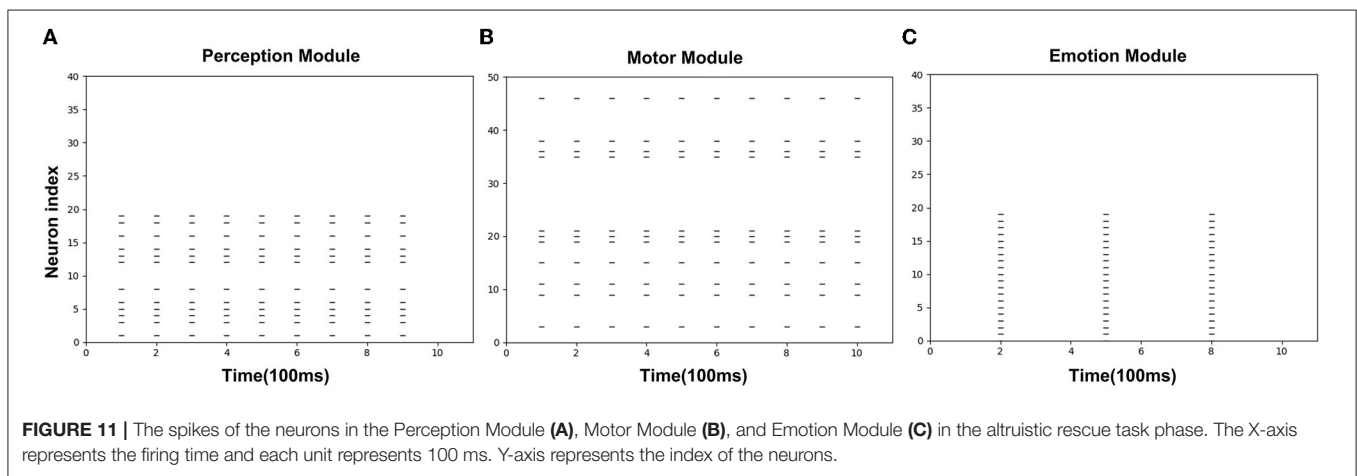 A
Perception Module
40
35
30
25
20
15
10
5
0
Neuron index
0 2 4 6 8 10
Time(100ms)
B
Motor Module
50
40
30
20
10
0
0 2 4 6 8 10
Time(100ms)
C
Emotion Module
40
35
30
25
20
15
10
5
0
0 2 4 6 8 10
Time(100ms)
FIGURE 11 | The spikes of the neurons in the Perception Module (A), Motor Module (B), and Emotion Module (C) in the altruistic rescue task phase. The X-axis
represents the firing time and each unit represents 100 ms. Y-axis represents the index of the neurons.